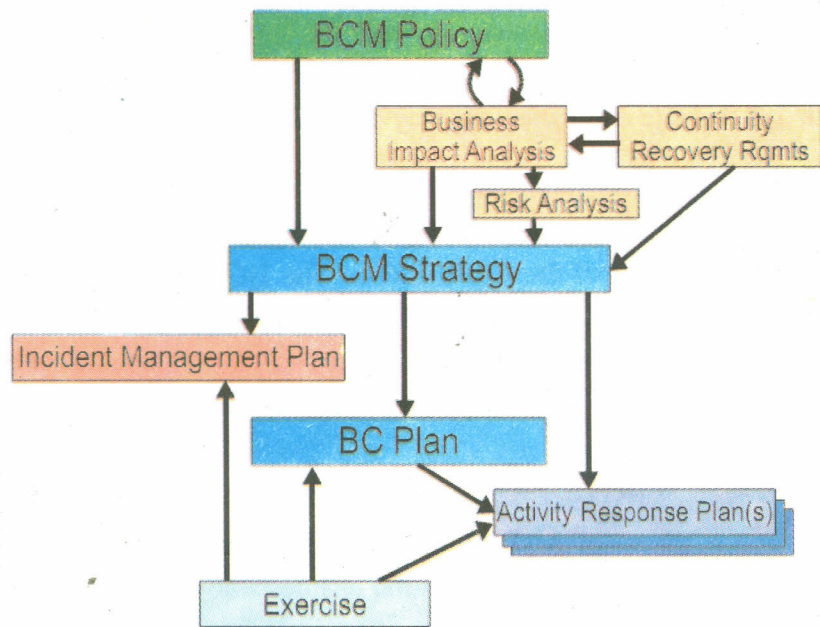 BCM Policy
Business
Impact Analysis
Continuity
Recovery Rqmts
Risk Analysis
BCM Strategy
Incident Management Plan
BC Plan
Activity Response Plan(s)
Exercise